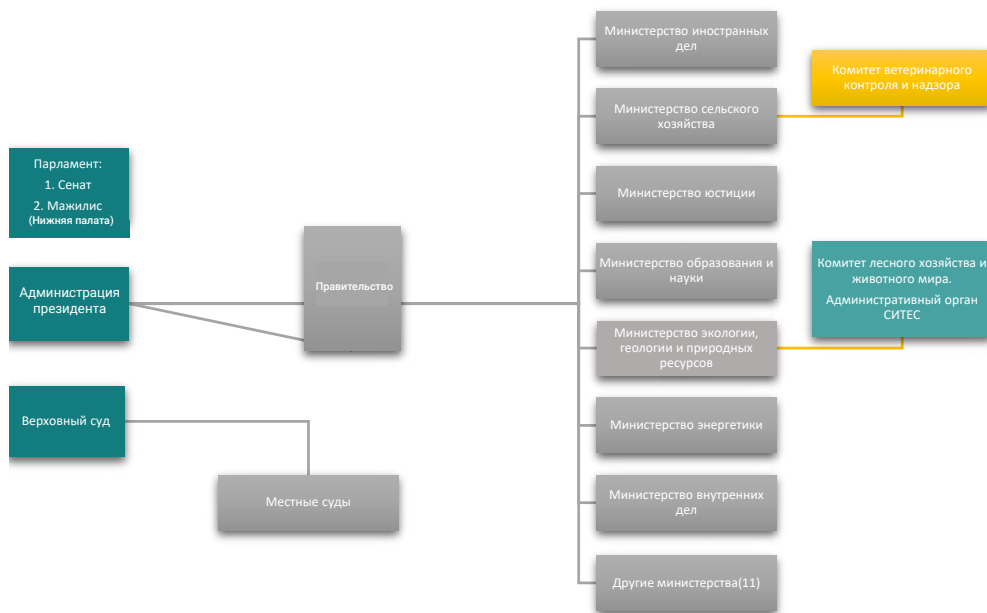 Парламент:
1. Сенат
2. Мажилис
(Нижняя палата)
Администрация
президента
Верховный суд
Местные суды
Правительство
Министерство иностранных
дел
Министерство сельского
хозяйства
Министерство юстиции
Министерство образования и
науки
Министерство экологии,
геологии и природных
ресурсов
Министерство энергетики
Министерство внутренних
дел
Другие министерства(11)
Комитет ветеринарного
контроля и надзора
Комитет лесного хозяйства и
животного мира.
Административный орган
СИТЕС